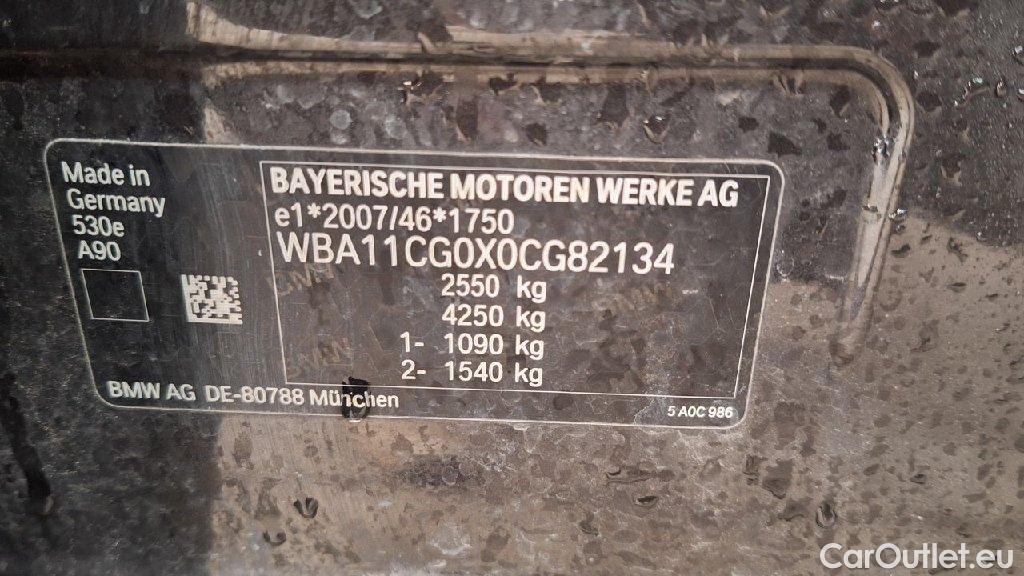 Made in
Germany
530e
A90
BAYERISCHE MOTOREN WERKE AG
e1*2007/46*1750
WBA11CG0X0CG82134
2550 kg
4250 kg
1- 1090 kg
2- 1540 kg
BMW AG DE-80788 München
5 A0C 986
CarOutlet.eu